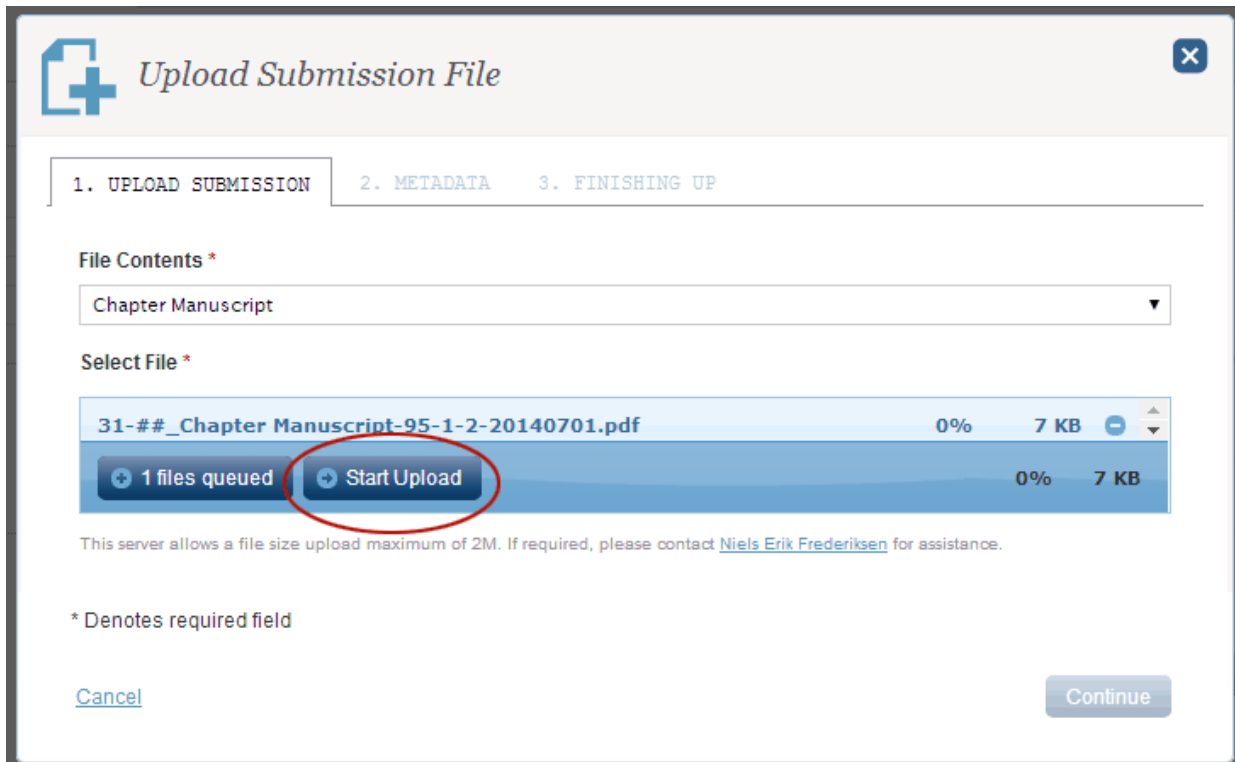 Upload Submission File
1. UPLOAD SUBMISSION 2. METADATA 3. FINISHING UP
File Contents *
Chapter Manuscript
Select File *
31-##_Chapter Manuscript-95-1-2-20140701.pdf 0% 7 KB
1 files queued Start Upload 0% 7 KB
This server allows a file size upload maximum of 2M. If required, please contact Niels Erik Frederiksen for assistance.
* Denotes required field
Cancel Continue